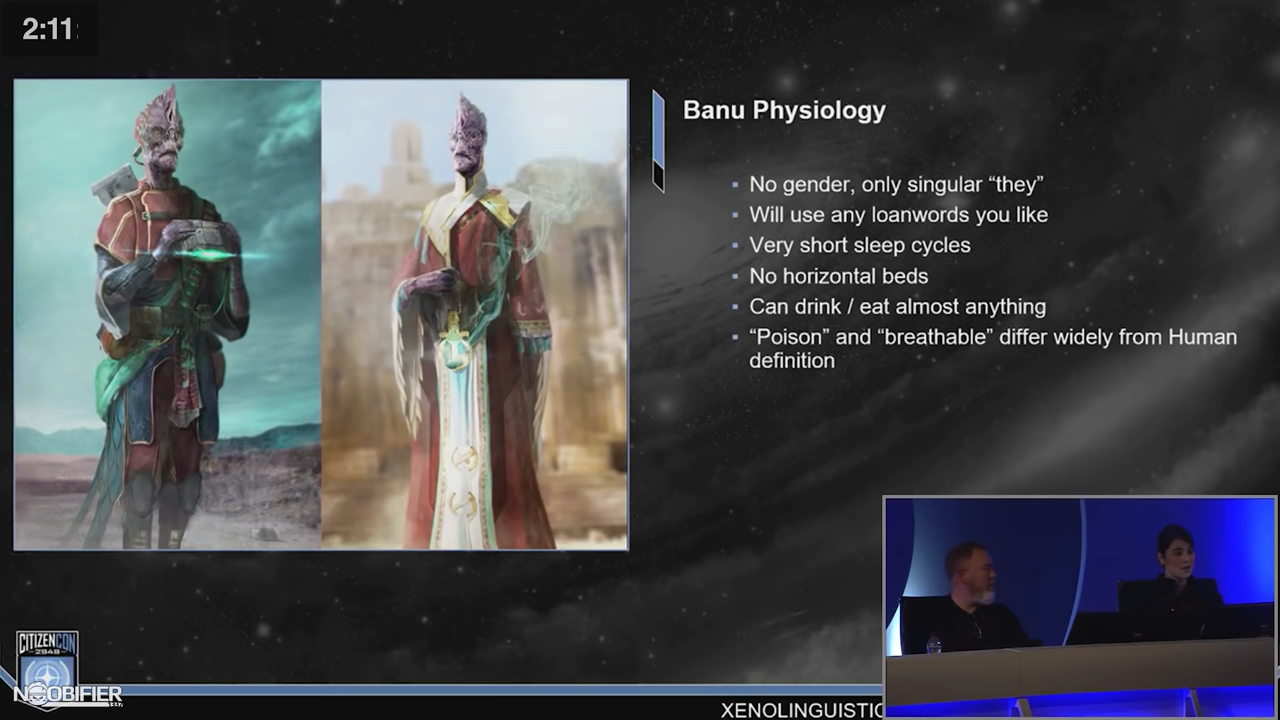 2:11
Banu Physiology
No gender, only singular “they”
Will use any loanwords you like
Very short sleep cycles
No horizontal beds
Can drink / eat almost anything
“Poison” and “breathable” differ widely from Human
definition
CITIZENCON
2949
NOOBIFIER
1337
XENOLINGUISTIC